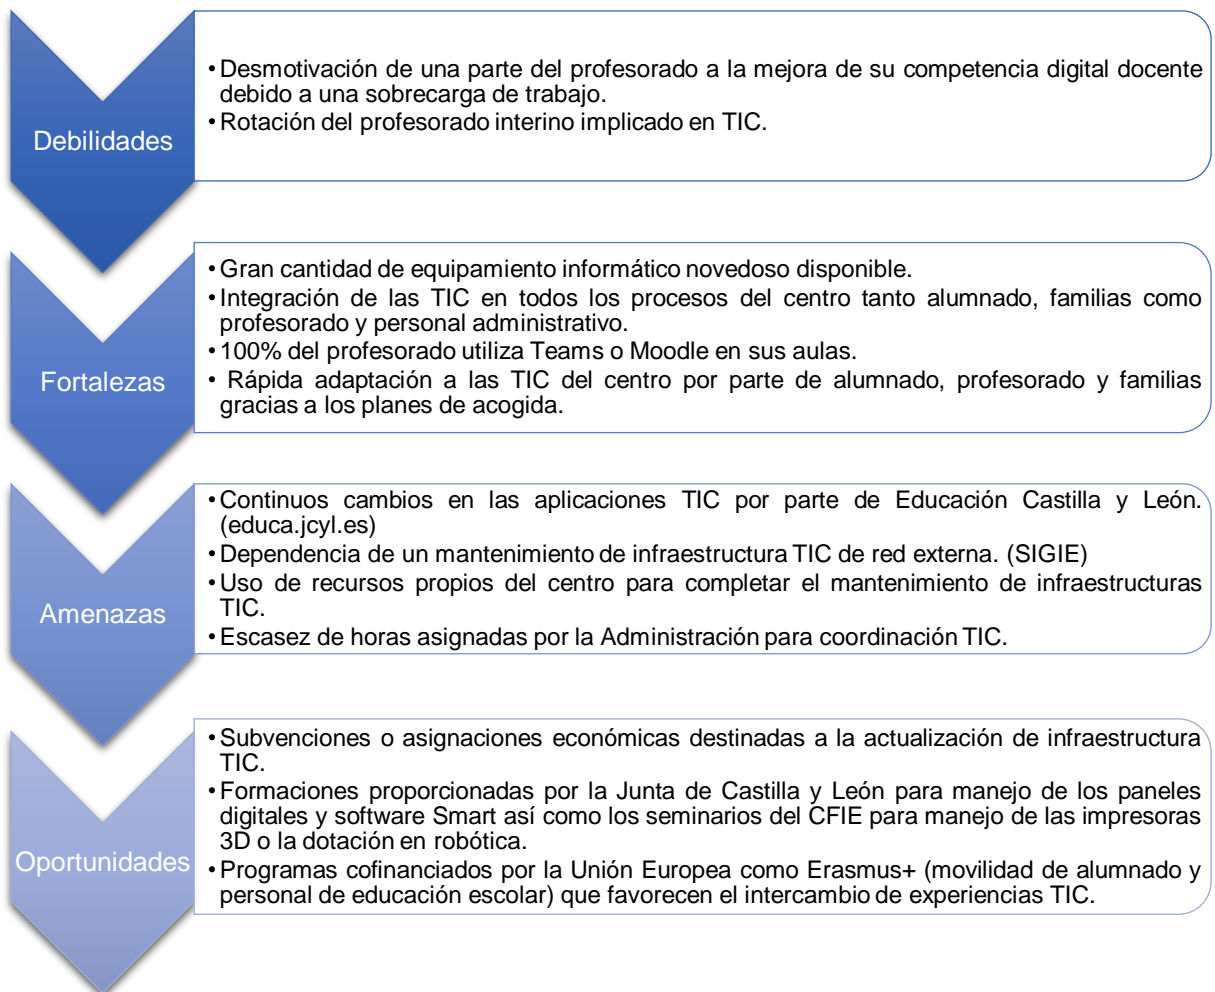 Debilidades
•Desmotivación de una parte del profesorado a la mejora de su competencia digital docente
debido a una sobrecarga de trabajo.
•Rotación del profesorado interino implicado en TIC.
Fortalezas
•Gran cantidad de equipamiento informático novedoso disponible.
•Integración de las TIC en todos los procesos del centro tanto alumnado, familias como
profesorado y personal administrativo.
•100% del profesorado utiliza Teams o Moodle en sus aulas.
• Rápida adaptación a las TIC del centro por parte de alumnado, profesorado y familias
gracias a los planes de acogida.
Amenazas
•Continuos cambios en las aplicaciones TIC por parte de Educación Castilla y León.
(educa.jcyl.es)
•Dependencia de un mantenimiento de infraestructura TIC de red externa. (SIGIE)
•Uso de recursos propios del centro para completar el mantenimiento de infraestructuras
TIC.
•Escasez de horas asignadas por la Administración para coordinación TIC.
Oportunidades
•Subvenciones o asignaciones económicas destinadas a la actualización de infraestructura
TIC.
•Formaciones proporcionadas por la Junta de Castilla y León para manejo de los paneles
digitales y software Smart así como los seminarios del CFIE para manejo de las impresoras
3D o la dotación en robótica.
•Programas cofinanciados por la Unión Europea como Erasmus+ (movilidad de alumnado y
personal de educación escolar) que favorecen el intercambio de experiencias TIC.